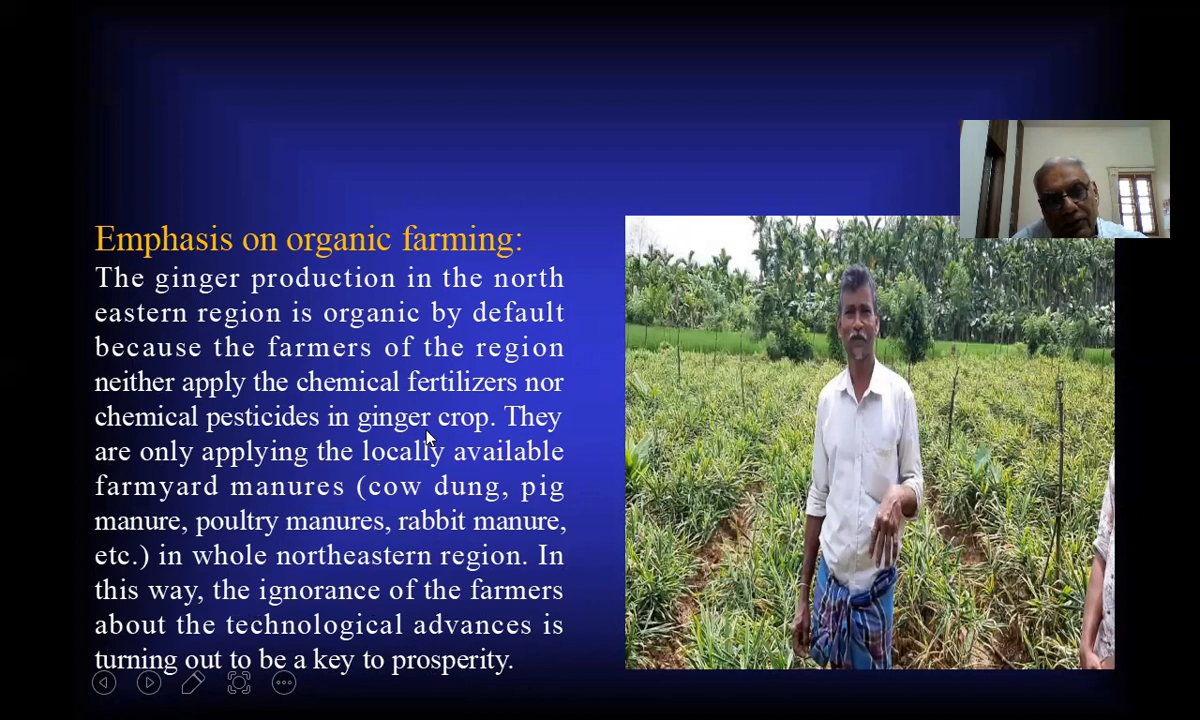 Emphasis on organic farming:
The ginger production in the north
eastern region is organic by default
because the farmers of the region
neither apply the chemical fertilizers nor
chemical pesticides in ginger crop. They
are only applying the locally available
farmyard manures (cow dung, pig
manure, poultry manures, rabbit manure,
etc.) in whole northeastern region. In
this way, the ignorance of the farmers
about the technological advances is
turning out to be a key to prosperity.